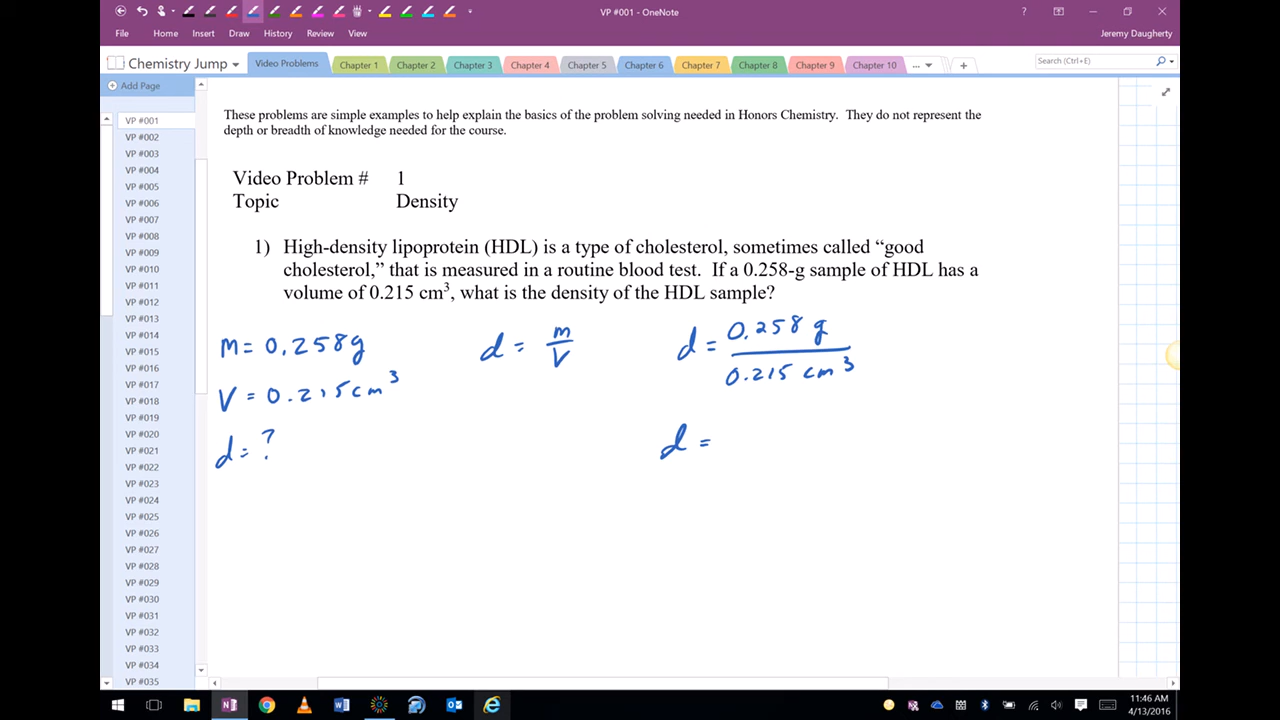 VP #001 - OneNote
File Home Insert Draw History Review View
Jeremy Daugherty
Chemistry Jump Video Problems Chapter 1 Chapter 2 Chapter 3 Chapter 4 Chapter 5 Chapter 6 Chapter 7 Chapter 8 Chapter 9 Chapter 10 ... Search (Ctrl+E)
Add Page
VP #001
VP #002
VP #003
VP #004
VP #005
VP #006
VP #007
VP #008
VP #009
VP #010
VP #011
VP #012
VP #013
VP #014
VP #015
VP #016
VP #017
VP #018
VP #019
VP #020
VP #021
VP #022
VP #023
VP #024
VP #025
VP #026
VP #027
VP #028
VP #029
VP #030
VP #031
VP #032
VP #033
VP #034
VP #035
These problems are simple examples to help explain the basics of the problem solving needed in Honors Chemistry. They do not represent the
depth or breadth of knowledge needed for the course.
Video Problem # 1
Topic Density
1) High-density lipoprotein (HDL) is a type of cholesterol, sometimes called “good
cholesterol,” that is measured in a routine blood test. If a 0.258-g sample of HDL has a
volume of 0.215 cm³, what is the density of the HDL sample?
m = 0.258g
V = 0.215cm³
d = ?
d = m/V
d = 0.258 g / 0.215 cm³
d =
11:46 AM
4/13/2016